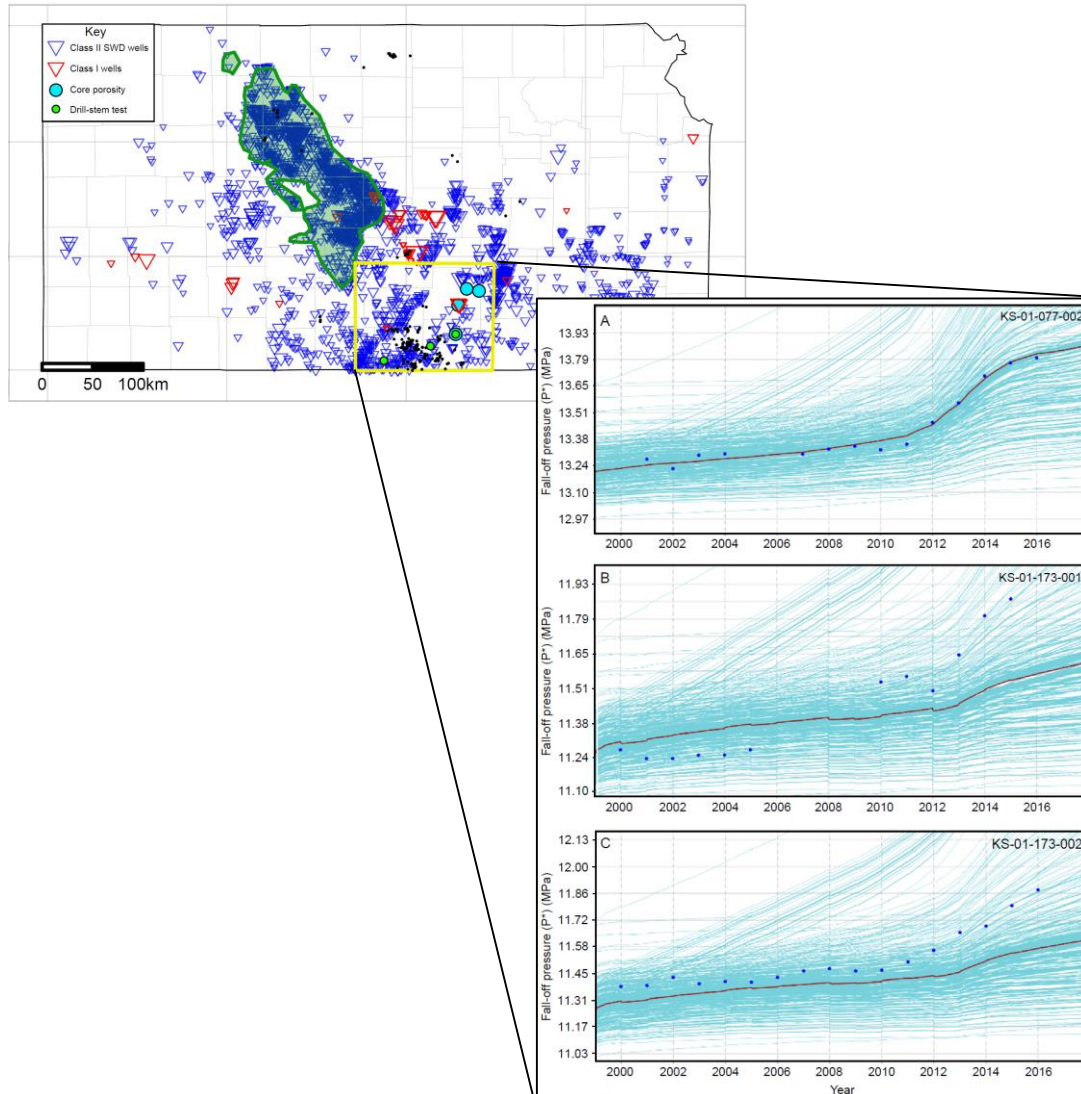 Key
Class II SWD wells
Class I wells
Core porosity
Drill-stem test
0 50 100km
A
KS-01-077-002
Fall-off pressure (P*) (MPa)
13.93
13.79
13.65
13.51
13.38
13.24
13.10
12.97
2000 2002 2004 2006 2008 2010 2012 2014 2016
B
KS-01-173-001
Fall-off pressure (P*) (MPa)
11.93
11.79
11.65
11.51
11.38
11.24
11.10
2000 2002 2004 2006 2008 2010 2012 2014 2016
C
KS-01-173-002
Fall-off pressure (P*) (MPa)
12.13
12.00
11.86
11.72
11.58
11.45
11.31
11.17
11.03
2000 2002 2004 2006 2008 2010 2012 2014 2016
Year